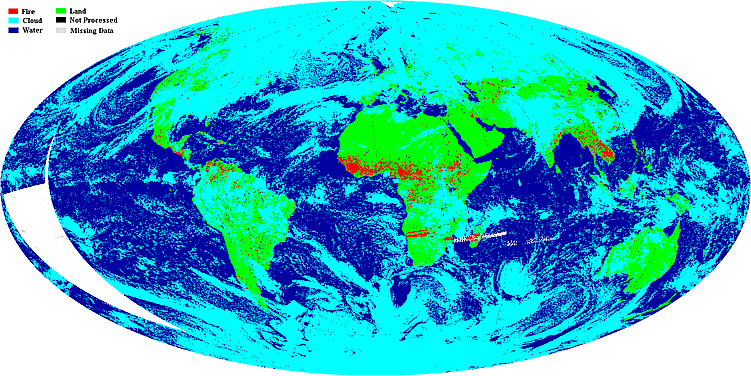 Fire
Land
Cloud
Not Processed
Water
Missing Data